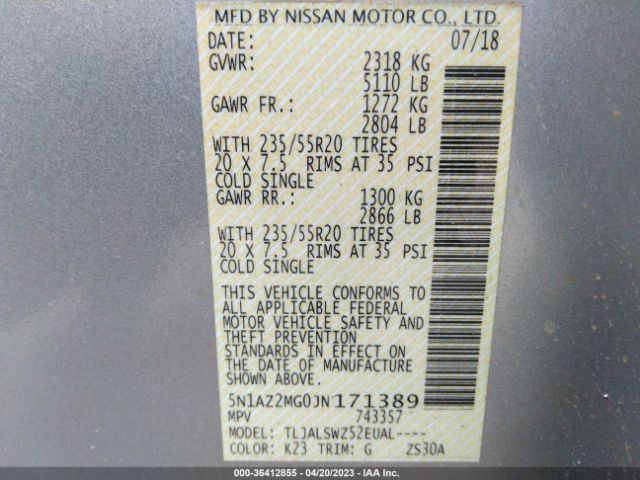 MFD BY NISSAN MOTOR CO., LTD.
DATE: 07/18
GVWR: 2318 KG
5110 LB
GAWR FR.: 1272 KG
2804 LB
WITH 235/55R20 TIRES
20 X 7.5 RIMS AT 35 PSI
COLD SINGLE
GAWR RR.: 1300 KG
2866 LB
WITH 235/55R20 TIRES
20 X 7.5 RIMS AT 35 PSI
COLD SINGLE
THIS VEHICLE CONFORMS TO
ALL APPLICABLE FEDERAL
MOTOR VEHICLE SAFETY AND
THEFT PREVENTION
STANDARDS IN EFFECT ON
THE DATE OF MANUFACTURE
SHOWN ABOVE.
5N1AZ2MG0JN171389
MPV 743357
MODEL: TLJALSWZ52EUAL----
COLOR: K23 TRIM: G ZS30A
000-36412855 - 04/20/2023 - IAA Inc.